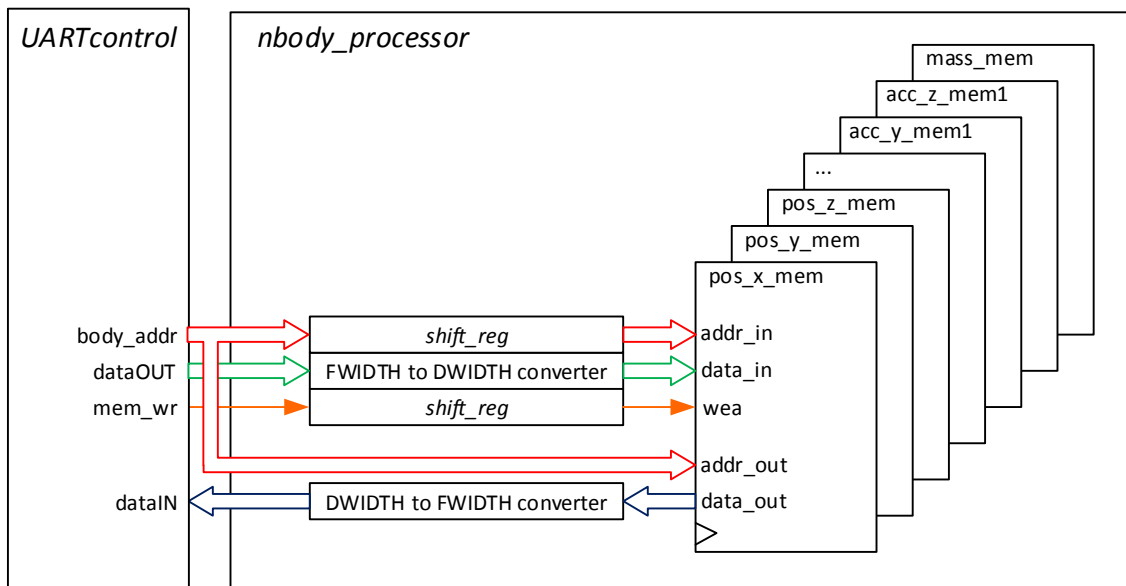 UARTcontrol
nbody_processor
mass_mem
acc_z_mem1
acc_y_mem1
...
pos_z_mem
pos_y_mem
pos_x_mem
body_addr
shift_reg
addr_in
dataOUT
FWIDTH to DWIDTH converter
data_in
mem_wr
shift_reg
wea
addr_out
dataIN
DWIDTH to FWIDTH converter
data_out